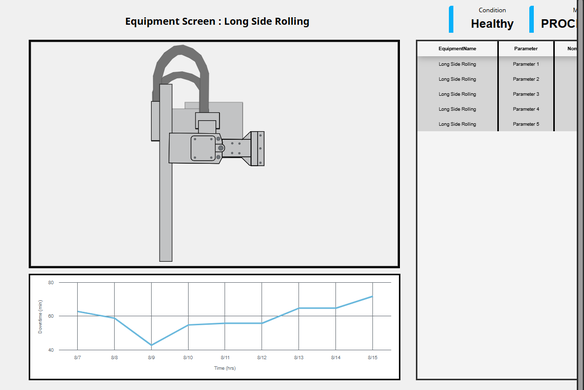 Equipment Screen : Long Side Rolling
Condition
Healthy
PROC
EquipmentName Parameter Non
Long Side Rolling Parameter 1
Long Side Rolling Parameter 2
Long Side Rolling Parameter 3
Long Side Rolling Parameter 4
Long Side Rolling Parameter 5
80
60
40
Downtime (min)
8/7 8/8 8/9 8/10 8/11 8/12 8/13 8/14 8/15
Time (hrs)